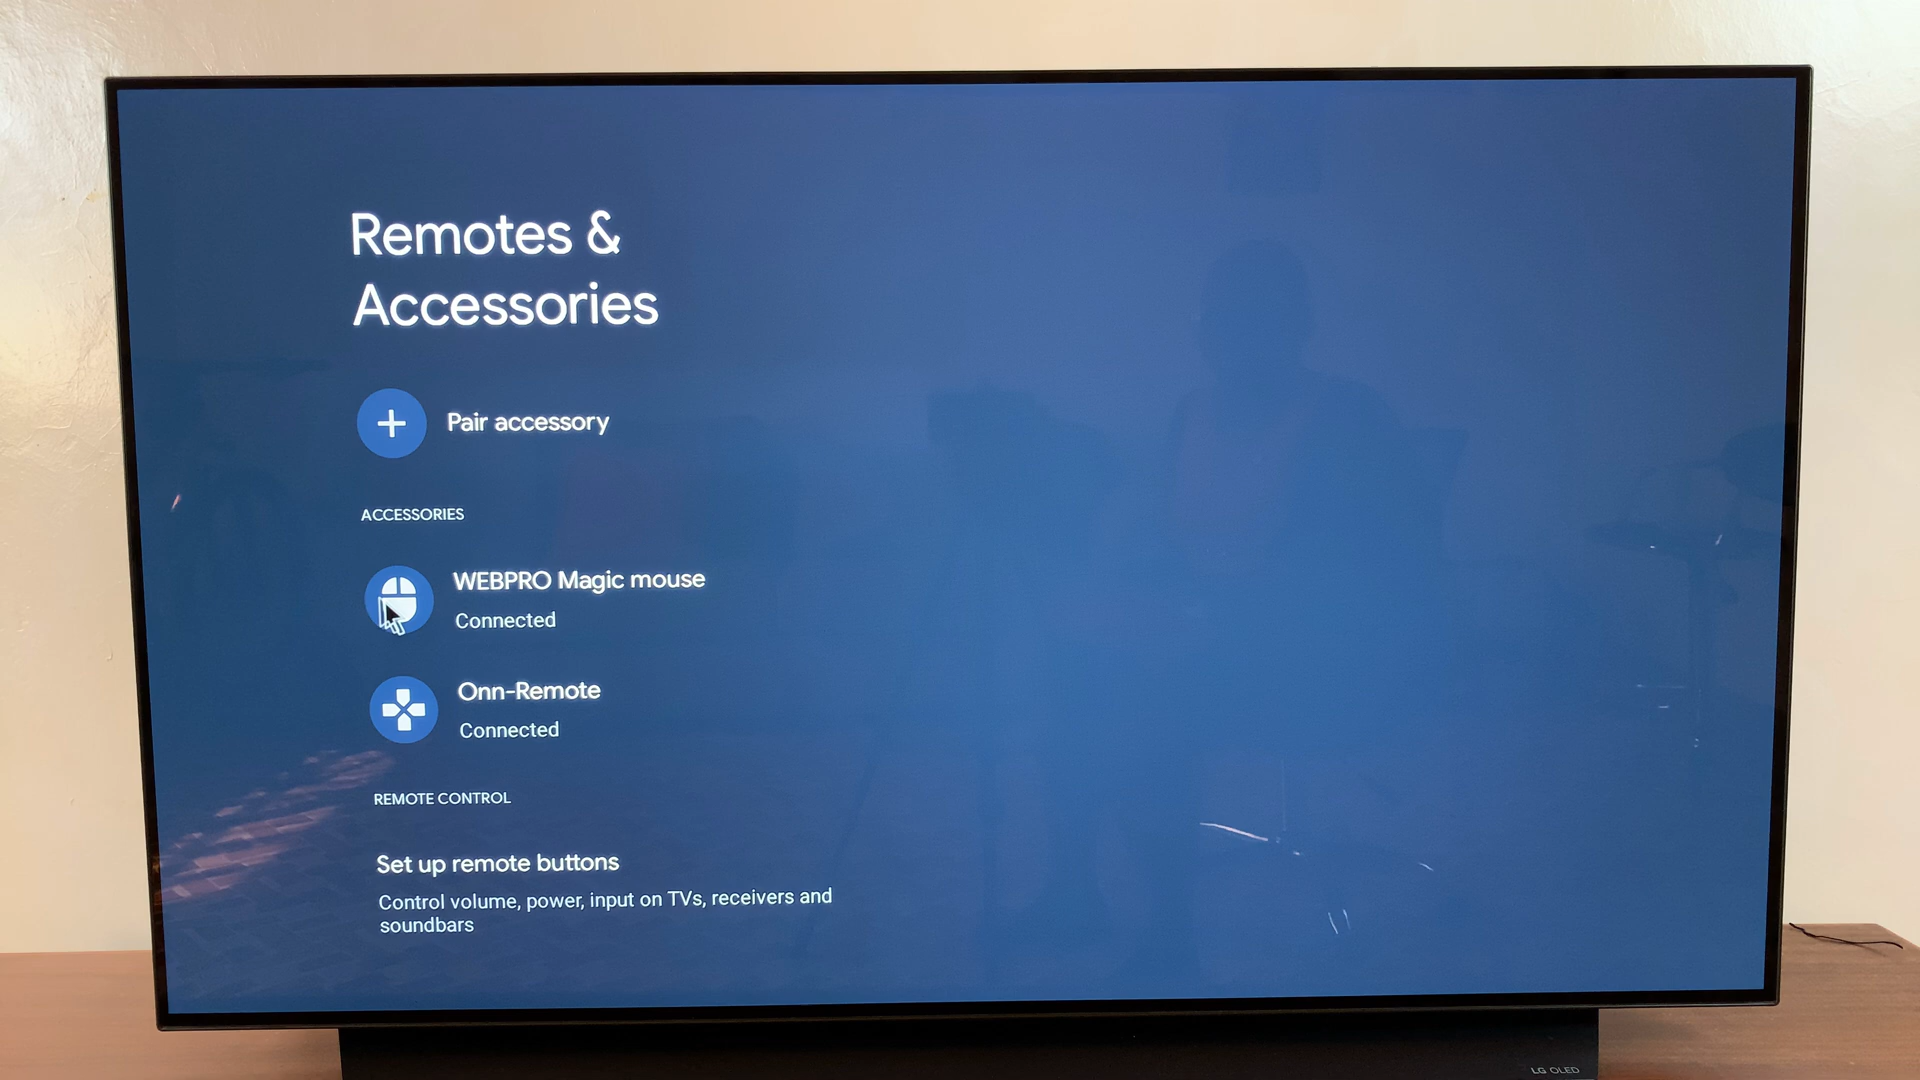 Remotes &
Accessories
Pair accessory
ACCESSORIES
WEBPRO Magic mouse
Connected
Onn-Remote
Connected
REMOTE CONTROL
Set up remote buttons
Control volume, power, input on TVs, receivers and
soundbars
LG OLED